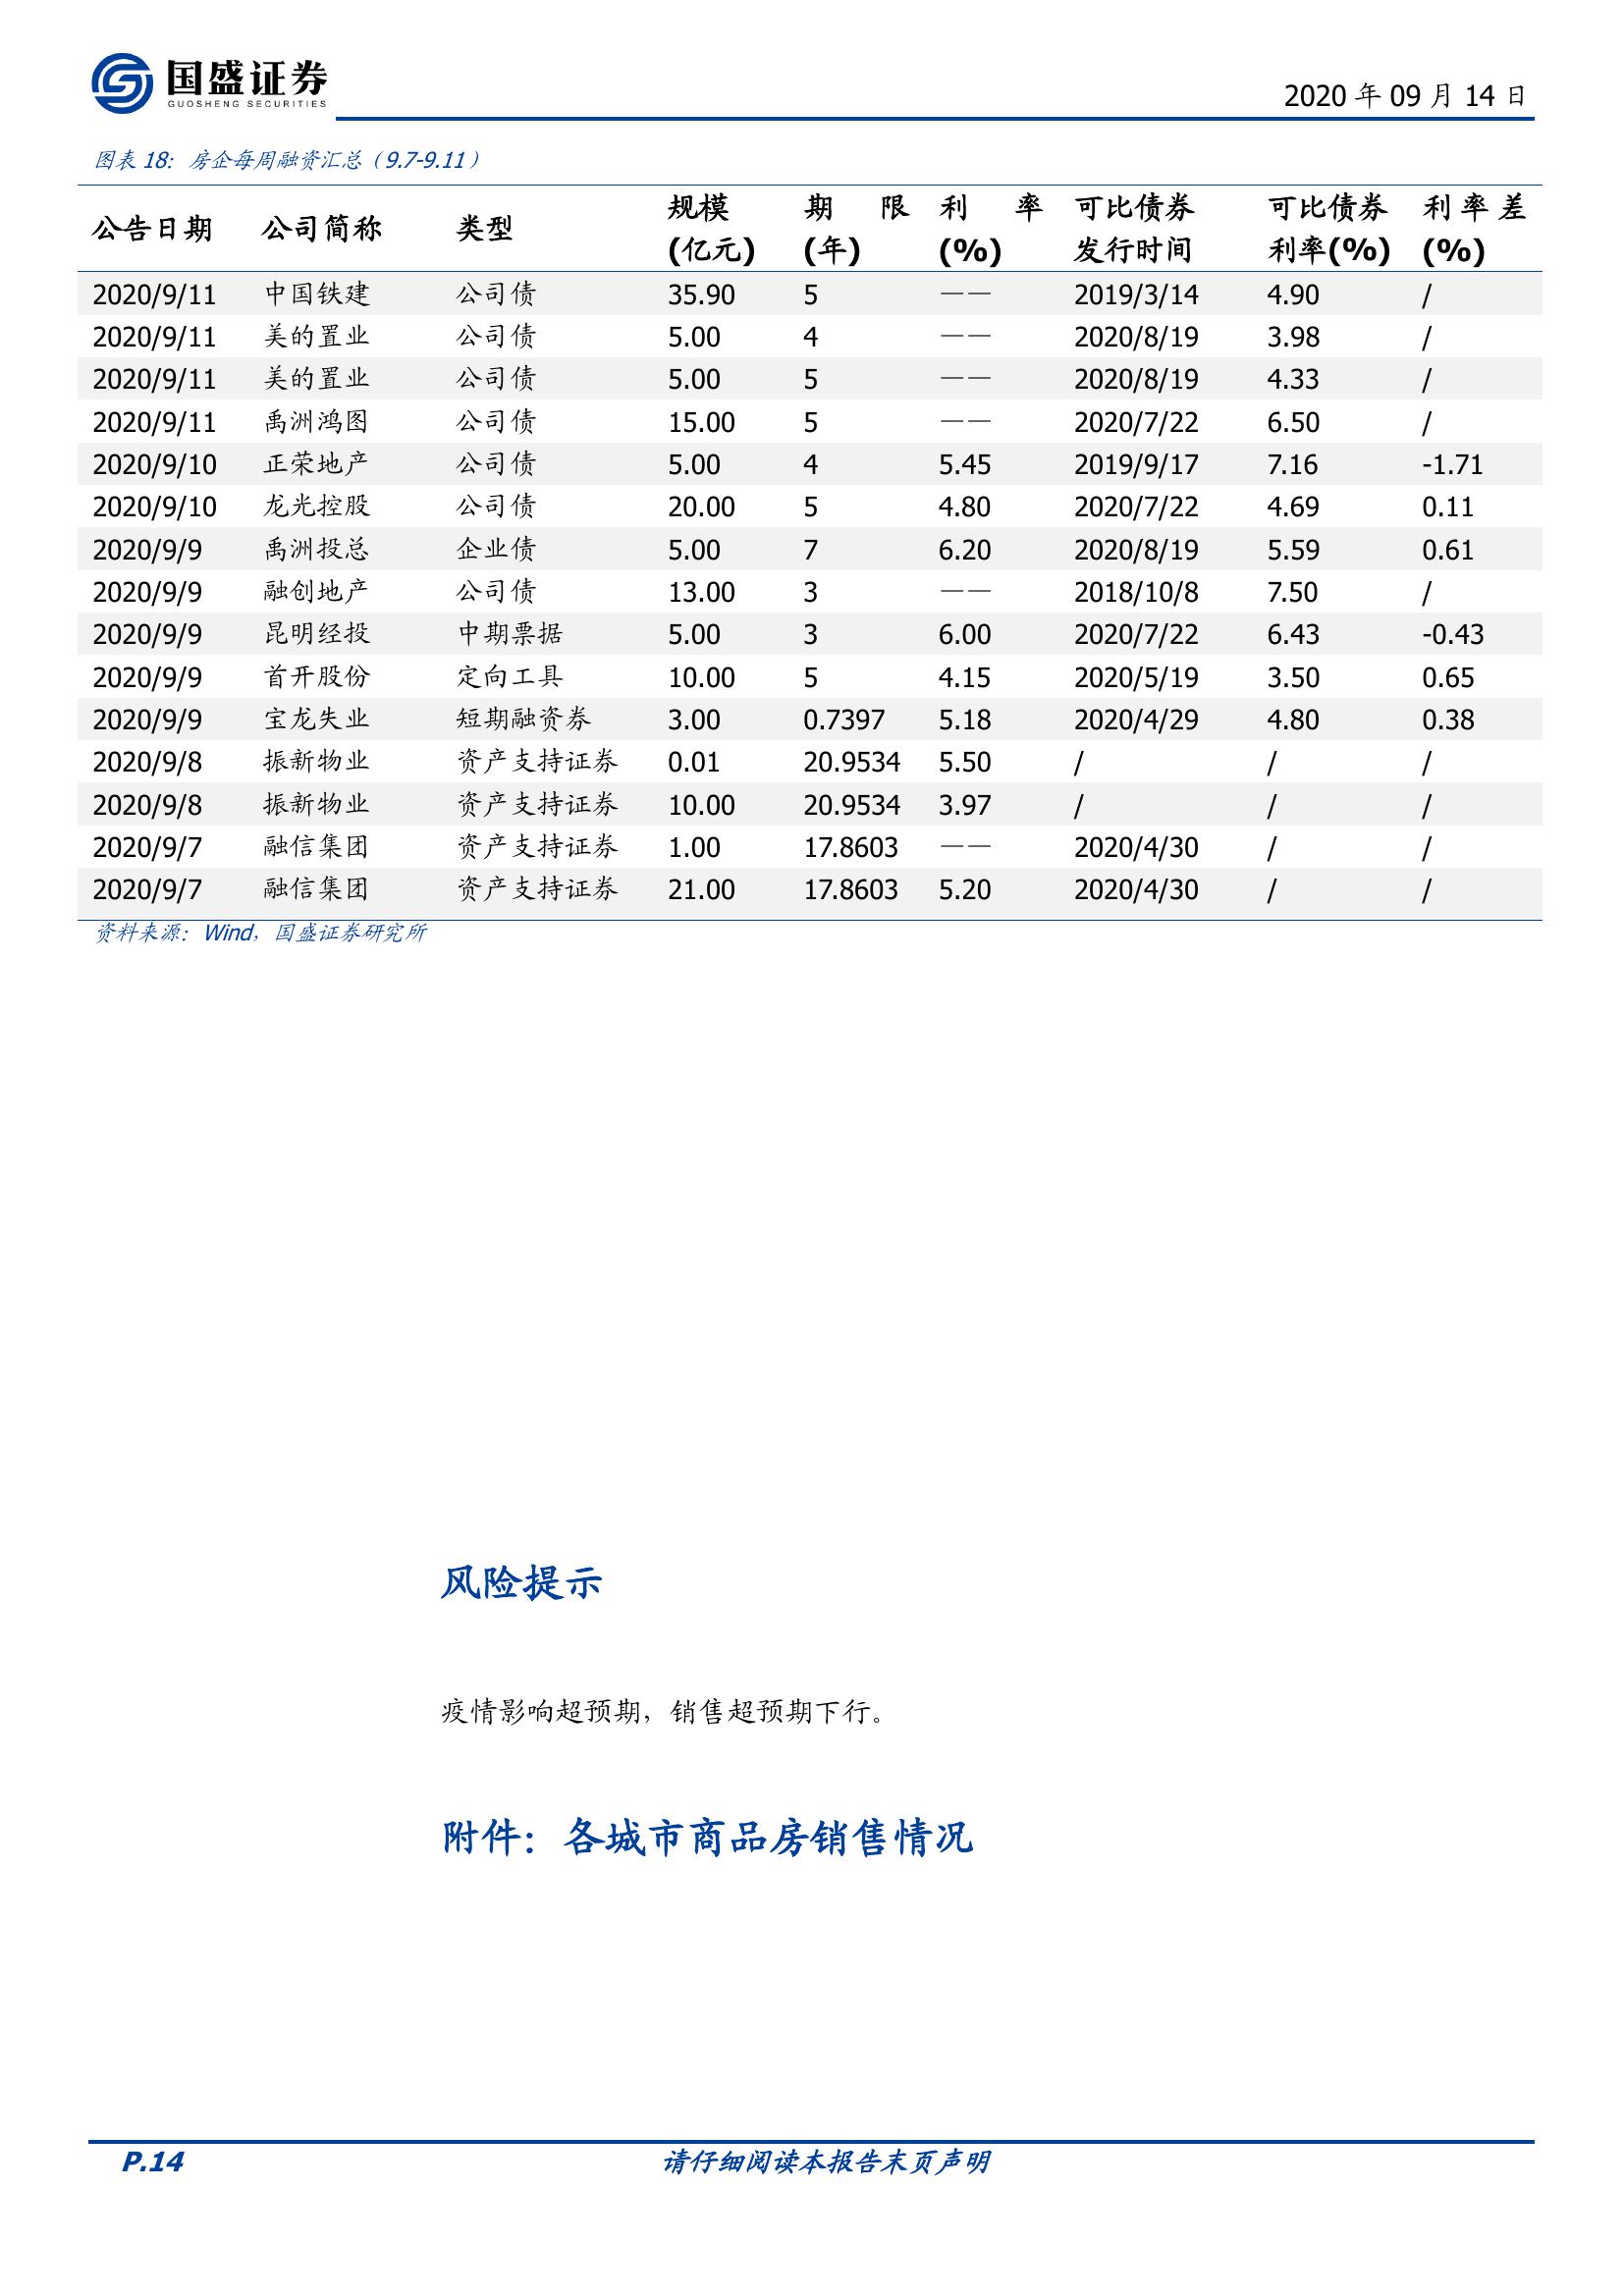 国盛证券
GUOSHENG SECURITIES
2020 年 09 月 14 日
图表 18：房企每周融资汇总（9.7-9.11）
公告日期 公司简称 类型 规模(亿元) 期限(年) 利率(%) 可比债券发行时间 可比债券利率(%) 利率差(%)
2020/9/11 中国铁建 公司债 35.90 5 —— 2019/3/14 4.90 /
2020/9/11 美的置业 公司债 5.00 4 —— 2020/8/19 3.98 /
2020/9/11 美的置业 公司债 5.00 5 —— 2020/8/19 4.33 /
2020/9/11 禹洲鸿图 公司债 15.00 5 —— 2020/7/22 6.50 /
2020/9/10 正荣地产 公司债 5.00 4 5.45 2019/9/17 7.16 -1.71
2020/9/10 龙光控股 公司债 20.00 5 4.80 2020/7/22 4.69 0.11
2020/9/9 禹洲投总 企业债 5.00 7 6.20 2020/8/19 5.59 0.61
2020/9/9 融创地产 公司债 13.00 3 —— 2018/10/8 7.50 /
2020/9/9 昆明经投 中期票据 5.00 3 6.00 2020/7/22 6.43 -0.43
2020/9/9 首开股份 定向工具 10.00 5 4.15 2020/5/19 3.50 0.65
2020/9/9 宝龙失业 短期融资券 3.00 0.7397 5.18 2020/4/29 4.80 0.38
2020/9/8 振新物业 资产支持证券 0.01 20.9534 5.50 / / /
2020/9/8 振新物业 资产支持证券 10.00 20.9534 3.97 / / /
2020/9/7 融信集团 资产支持证券 1.00 17.8603 —— 2020/4/30 / /
2020/9/7 融信集团 资产支持证券 21.00 17.8603 5.20 2020/4/30 / /
资料来源：Wind，国盛证券研究所
风险提示
疫情影响超预期，销售超预期下行。
附件：各城市商品房销售情况
P.14 请仔细阅读本报告末页声明